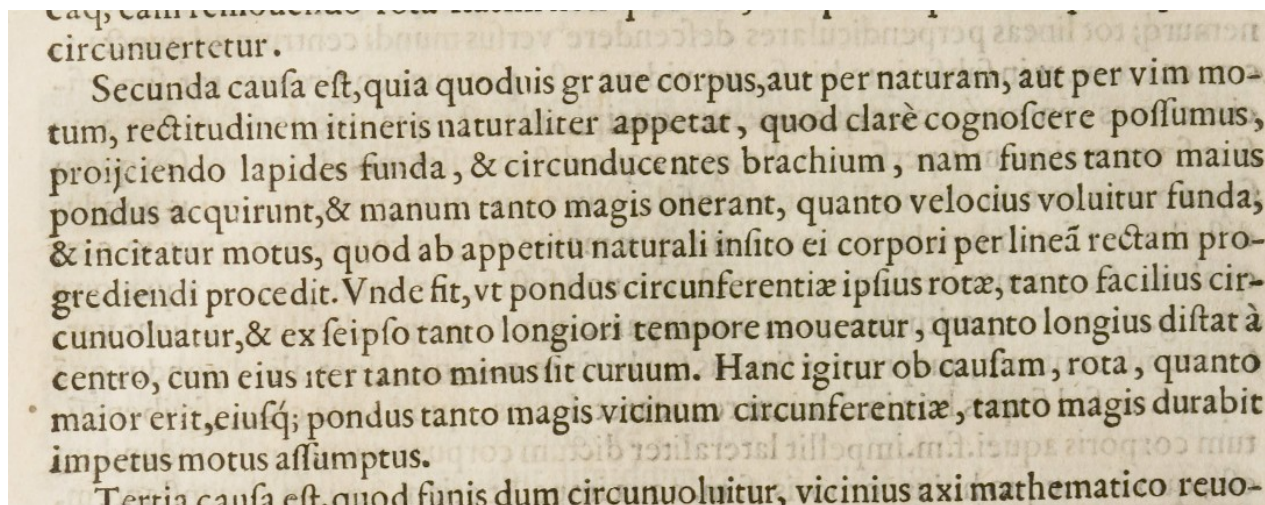 circunuertetur.
Secunda cauſa eſt,quia quoduis graue corpus,aut per naturam, aut per vim mo-
tum, rectitudinem itineris naturaliter appetat, quod clarè cognoſcere poſſumus,
proijciendo lapides funda, & circunducentes brachium, nam funes tanto maius
pondus acquirunt,& manum tanto magis onerant, quanto velocius voluitur funda,
& incitatur motus, quod ab appetitu naturali inſito ei corpori per lineã rectam pro-
grediendi procedit. Vnde fit,vt pondus circunferentiæ ipſius rotæ, tanto facilius cir-
cunuoluatur,& ex ſeipſo tanto longiori tempore moueatur, quanto longius diſtat à
centro, cum eius iter tanto minus ſit curuum. Hanc igitur ob cauſam, rota, quanto
maior erit,eiuſq́; pondus tanto magis vicinum circunferentiæ, tanto magis durabit
impetus motus aſſumptus.
Tertia cauſa eſt,quod funis dum circunuoluitur, vicinius axi mathematico reuo-